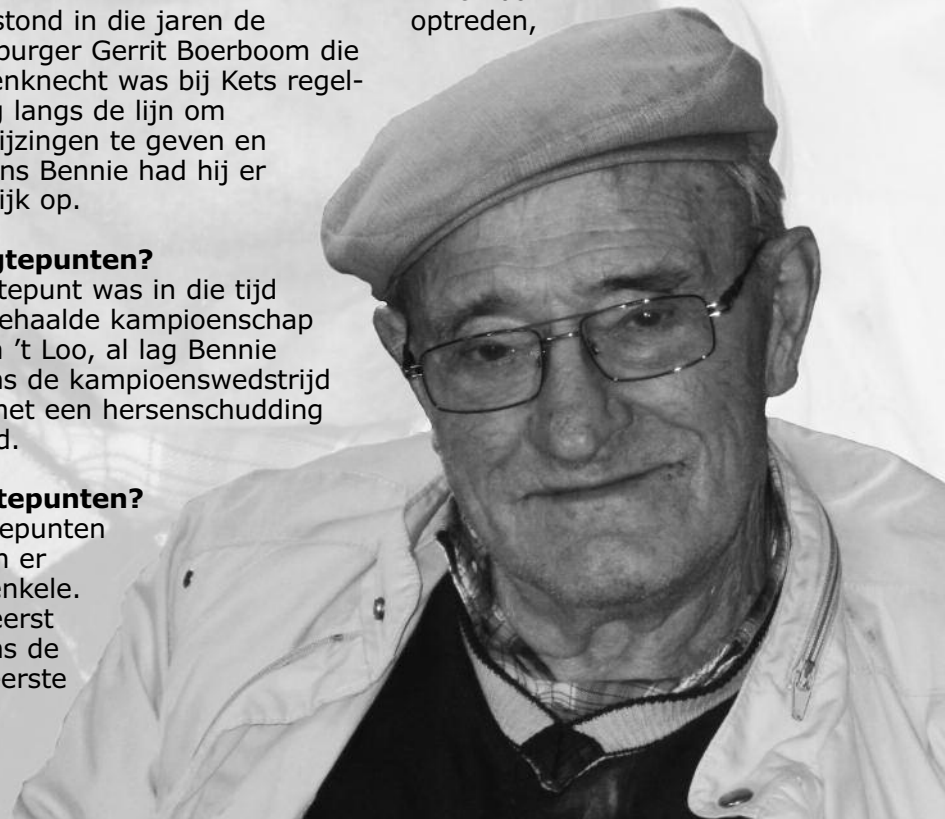 stond in die jaren de
burger Gerrit Boerboom die
enknecht was bij Kets regel-
langs de lijn om
ijzingen te geven en
ns Bennie had hij er
ijk op.
gtepunten?
tepunt was in die tijd
ehaalde kampioenschap
't Loo, al lag Bennie
ns de kampioenswedstrijd
met een hersenschudding
d.
tepunten?
epunten
er
enkele.
eerst
ns de
eerste
optreden,